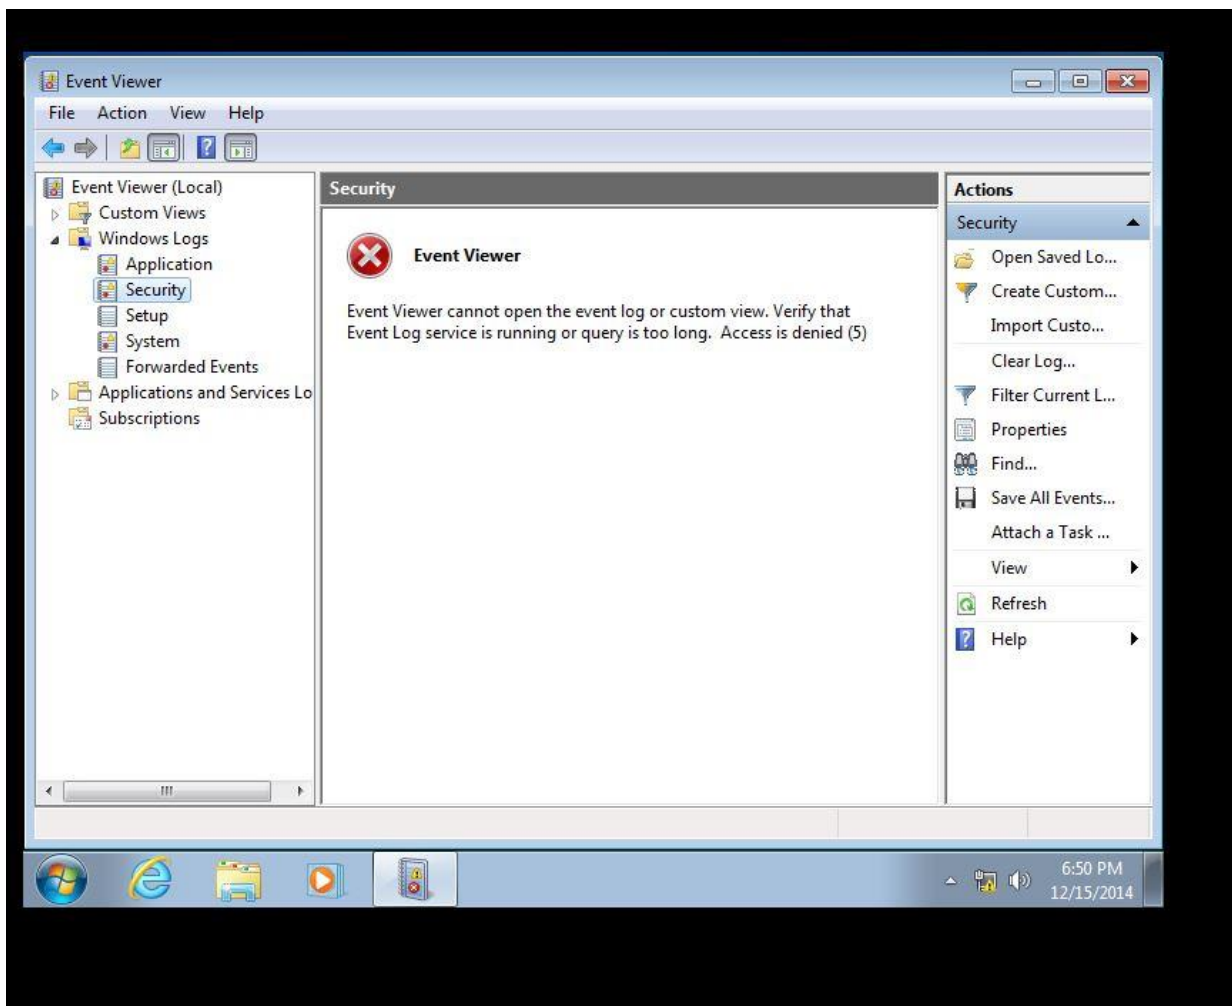 Event Viewer
File Action View Help
Event Viewer (Local)
Custom Views
Windows Logs
Application
Security
Setup
System
Forwarded Events
Applications and Services Lo
Subscriptions
Security
Event Viewer
Event Viewer cannot open the event log or custom view. Verify that
Event Log service is running or query is too long. Access is denied (5)
Actions
Security
Open Saved Lo...
Create Custom...
Import Custo...
Clear Log...
Filter Current L...
Properties
Find...
Save All Events...
Attach a Task ...
View
Refresh
Help
6:50 PM
12/15/2014